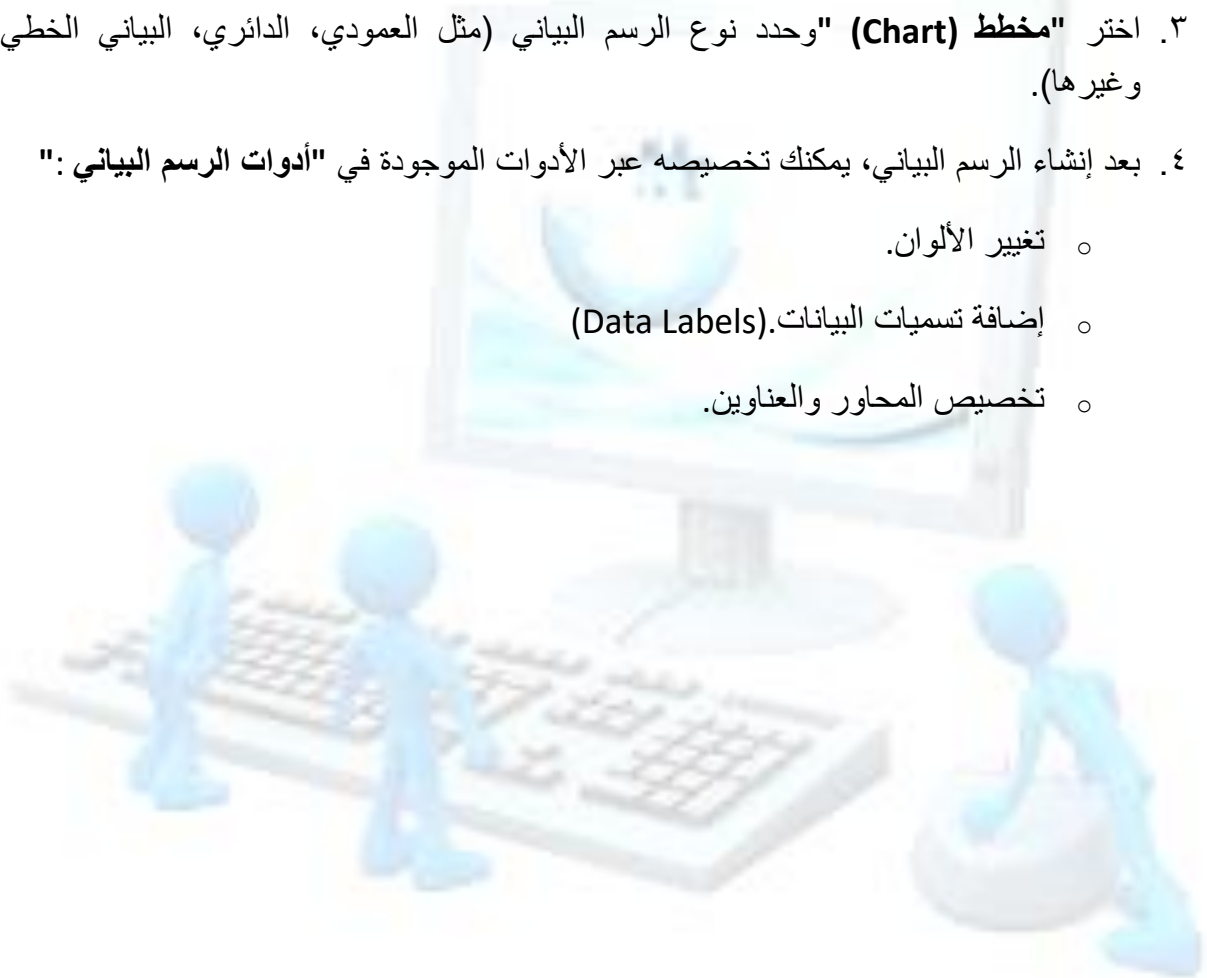 ٣. اختر "مخطط (Chart) "وحدد نوع الرسم البياني (مثل العمودي، الدائري، البياني الخطي
وغيرها).
٤. بعد إنشاء الرسم البياني، يمكنك تخصيصه عبر الأدوات الموجودة في "أدوات الرسم البياني :"
o تغيير الألوان.
o إضافة تسميات البيانات.(Data Labels)
o تخصيص المحاور والعناوين.